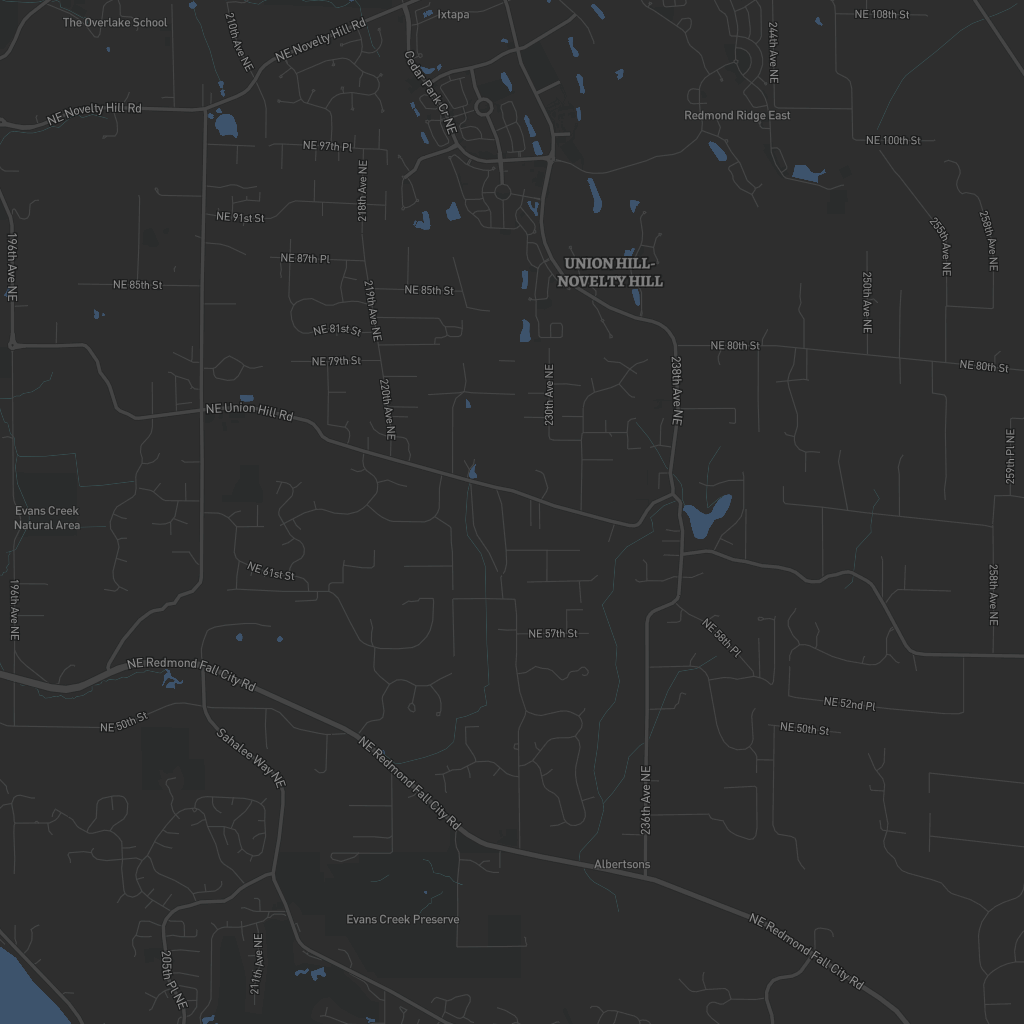 Ixtapa
NE 108th St
The Overlake School
210th Ave NE
NE Novelty Hill Rd
244th Ave NE
Cedar Park Cr NE
NE Novelty Hill Rd
Redmond Ridge East
NE 100th St
NE 97th Pl
218th Ave NE
NE 91st St
255th Ave NE
258th Ave NE
196th Ave NE
NE 87th Pl
UNION HILL-
NOVELTY HILL
NE 85th St
NE 85th St
219th Ave NE
250th Ave NE
NE 81st St
NE 80th St
NE 79th St
NE 80th St
238th Ave NE
230th Ave NE
220th Ave NE
NE Union Hill Rd
259th Pl NE
Evans Creek
Natural Area
NE 61st St
196th Ave NE
258th Ave NE
NE 57th St
NE 58th Pl
NE Redmond Fall City Rd
NE 52nd Pl
NE 50th St
NE 50th St
Sahalee Way NE
NE Redmond Fall City Rd
236th Ave NE
Albertsons
Evans Creek Preserve
NE Redmond Fall City Rd
211th Ave NE
205th Pl NE